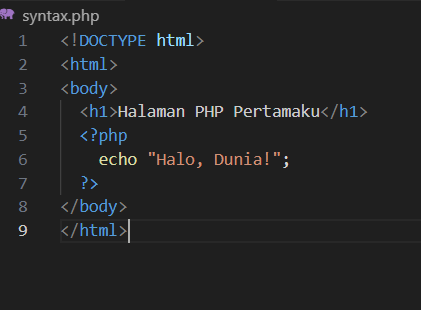 syntax.php
1 <!DOCTYPE html>
2 <html>
3 <body>
4 <h1>Halaman PHP Pertamaku</h1>
5 <?php
6 echo "Halo, Dunia!";
7 ?>
8 </body>
9 </html>